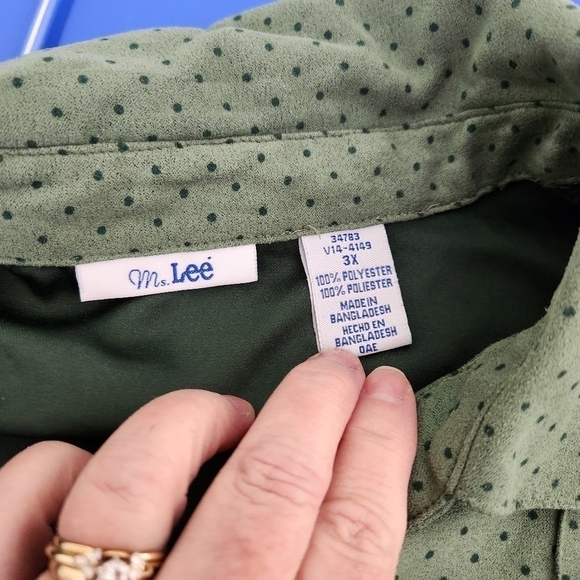 Ms. Lee
34783
V14-4149
3X
100% POLYESTER
100% POLIESTER
MADE IN
BANGLADESH
HECHO EN
BANGLADESH
OAE